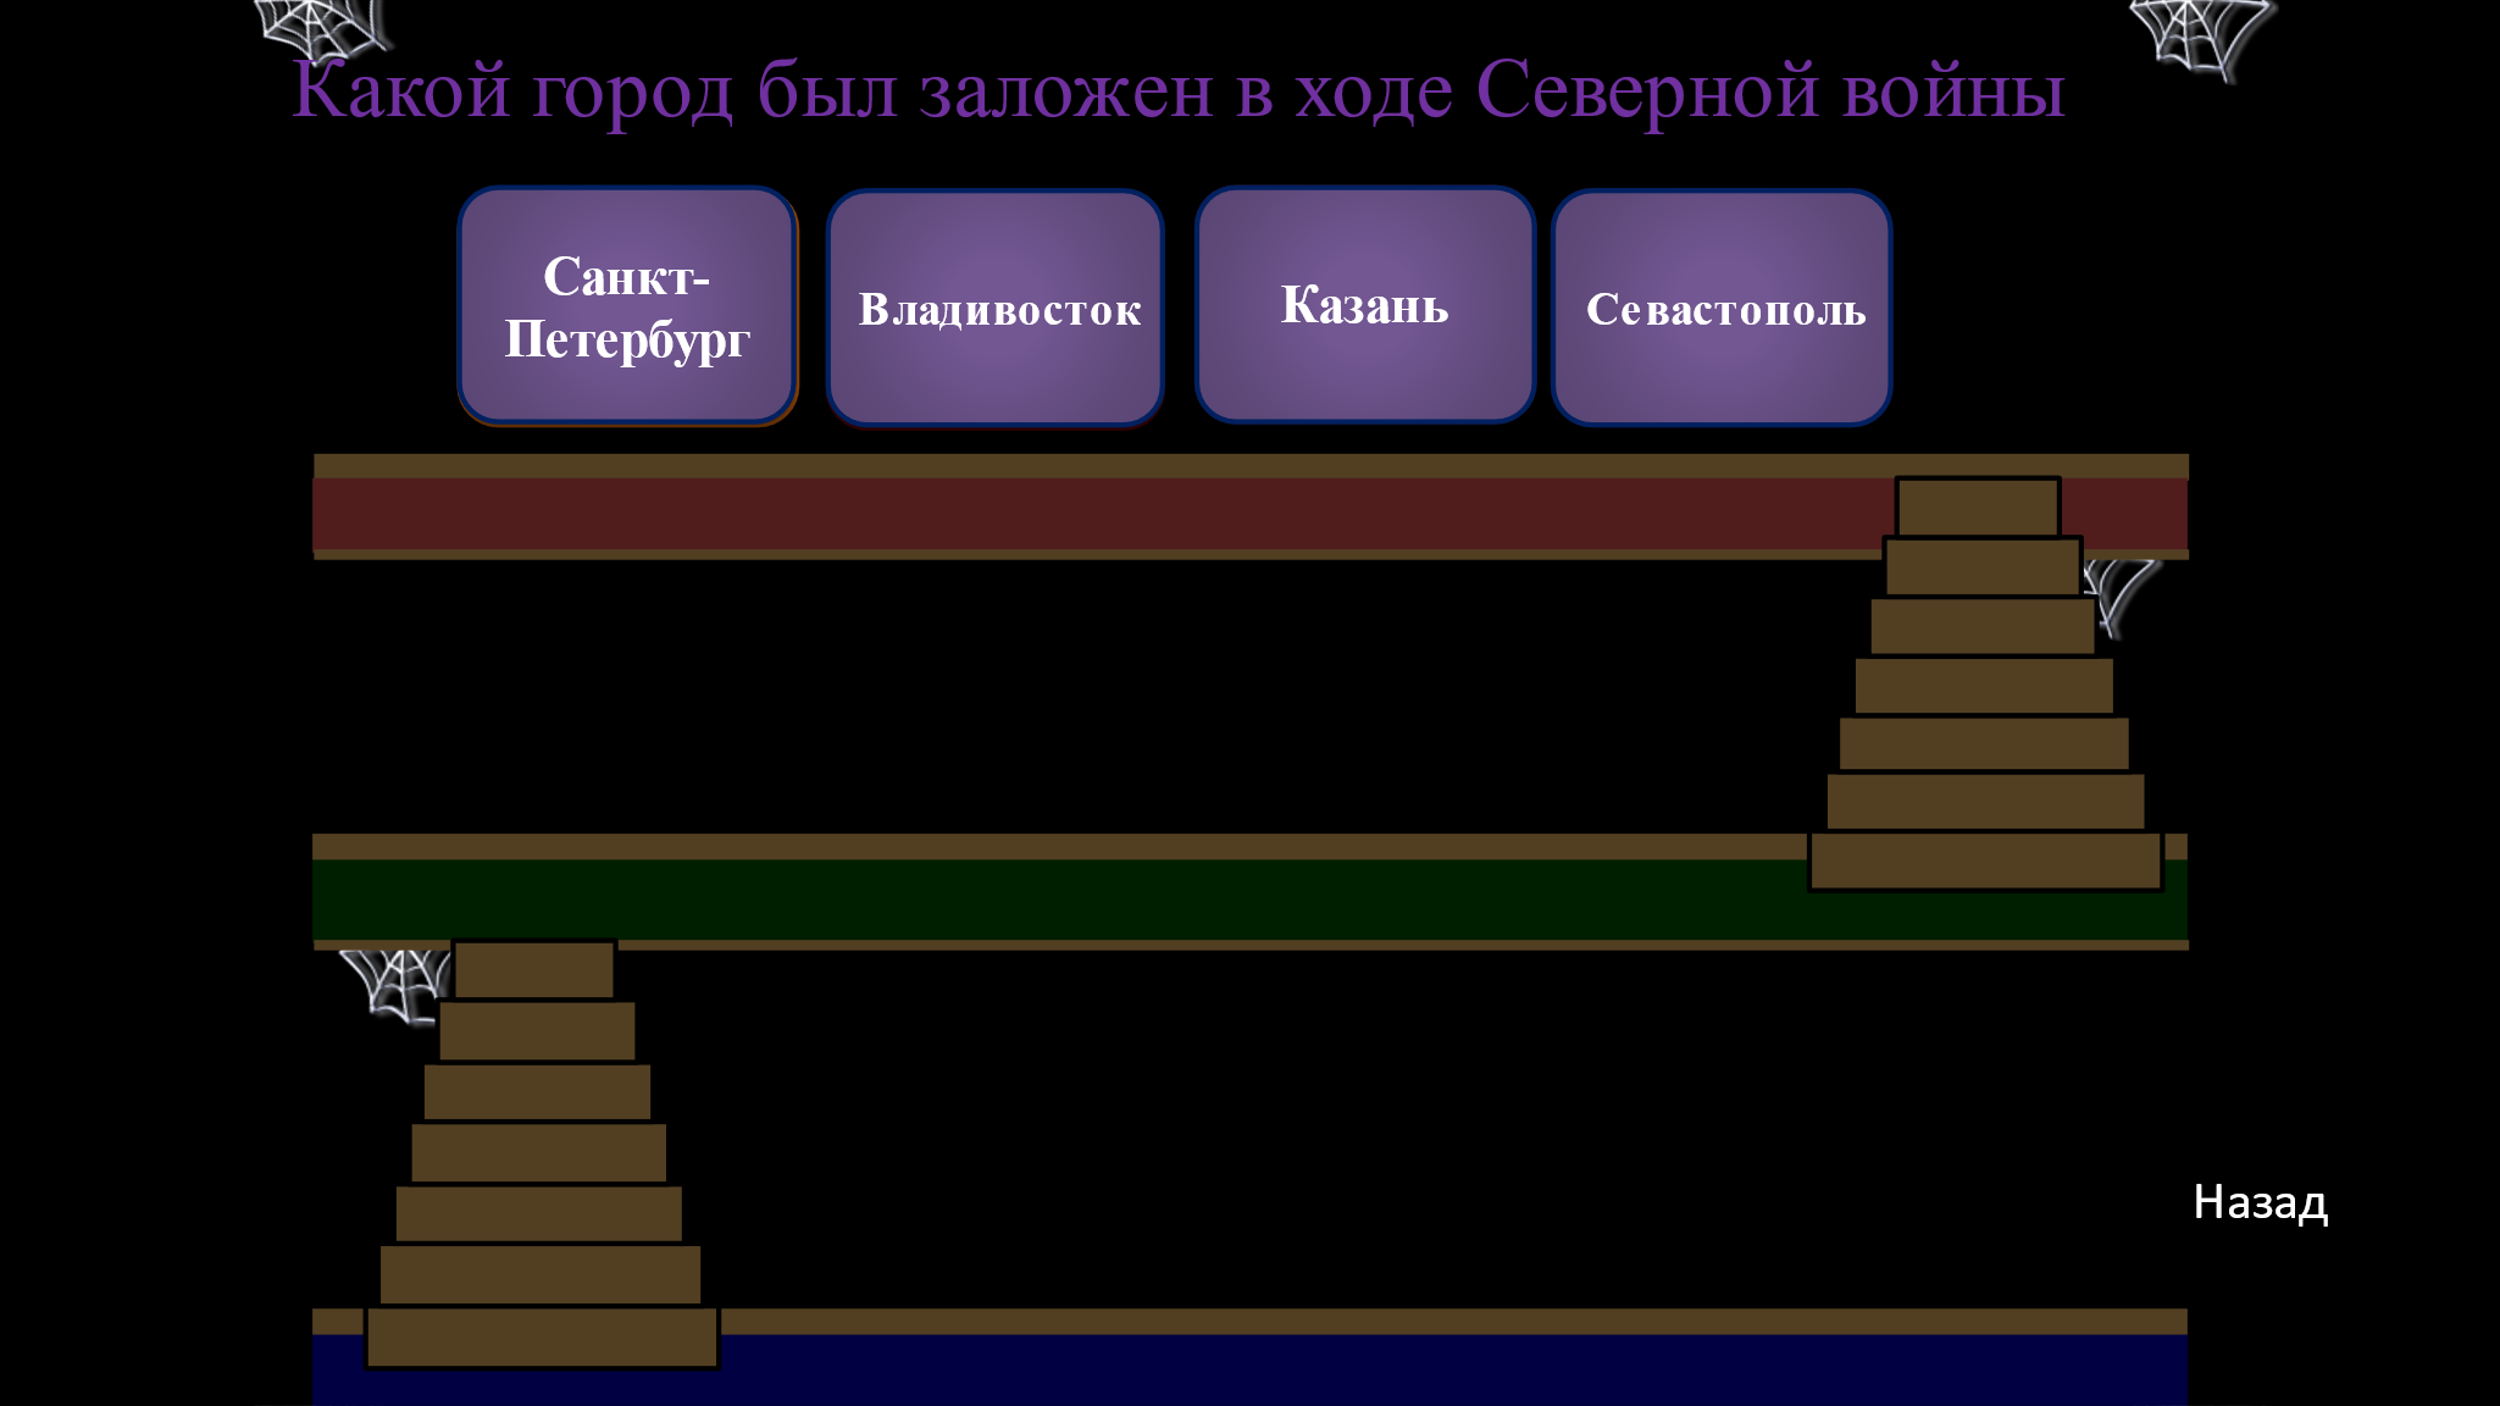 Какой город был заложен в ходе Северной войны
Санкт-
Петербург
Владивосток
Казань
Севастополь
Назад